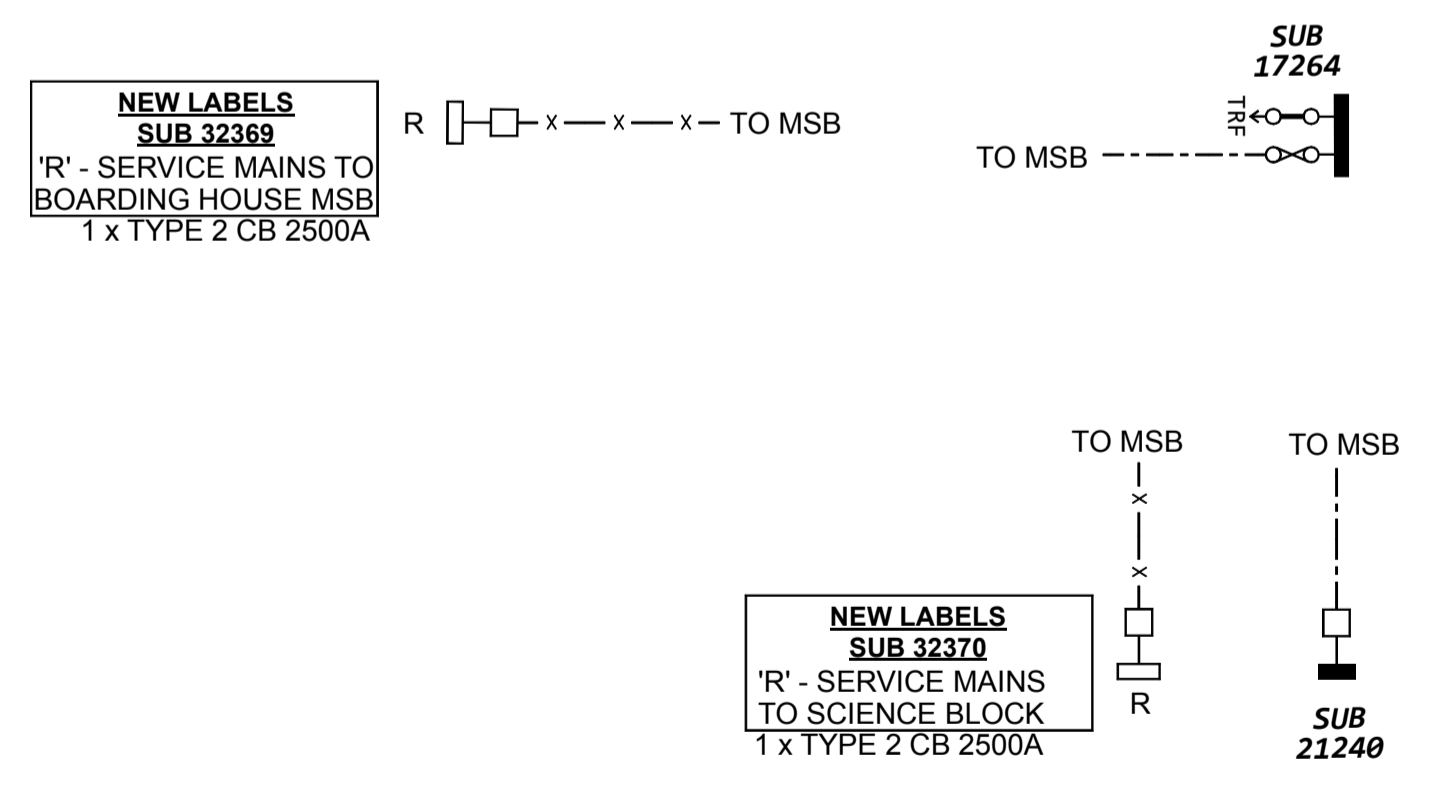 NEW LABELS
SUB 32369
'R' - SERVICE MAINS TO
BOARDING HOUSE MSB
1 x TYPE 2 CB 2500A
R
TO MSB
SUB
17264
TRF
TO MSB
TO MSB
TO MSB
NEW LABELS
SUB 32370
'R' - SERVICE MAINS
TO SCIENCE BLOCK
1 x TYPE 2 CB 2500A
R
SUB
21240